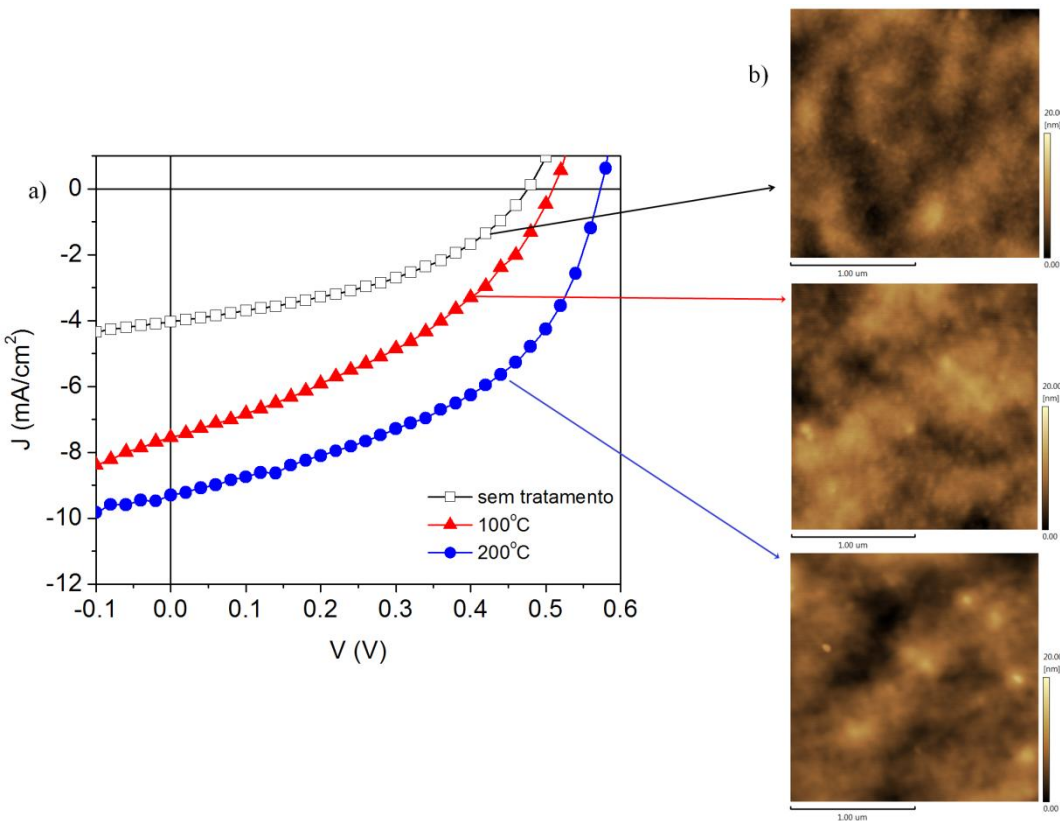 a)
0
-2
-4
-6
-8
-10
-12
J (mA/cm²)
-0.1 0.0 0.1 0.2 0.3 0.4 0.5 0.6
V (V)
sem tratamento
100°C
200°C
b)
20.00
[nm]
0.00
1.00 um
20.00
[nm]
0.00
1.00 um
20.00
[nm]
0.00
1.00 um